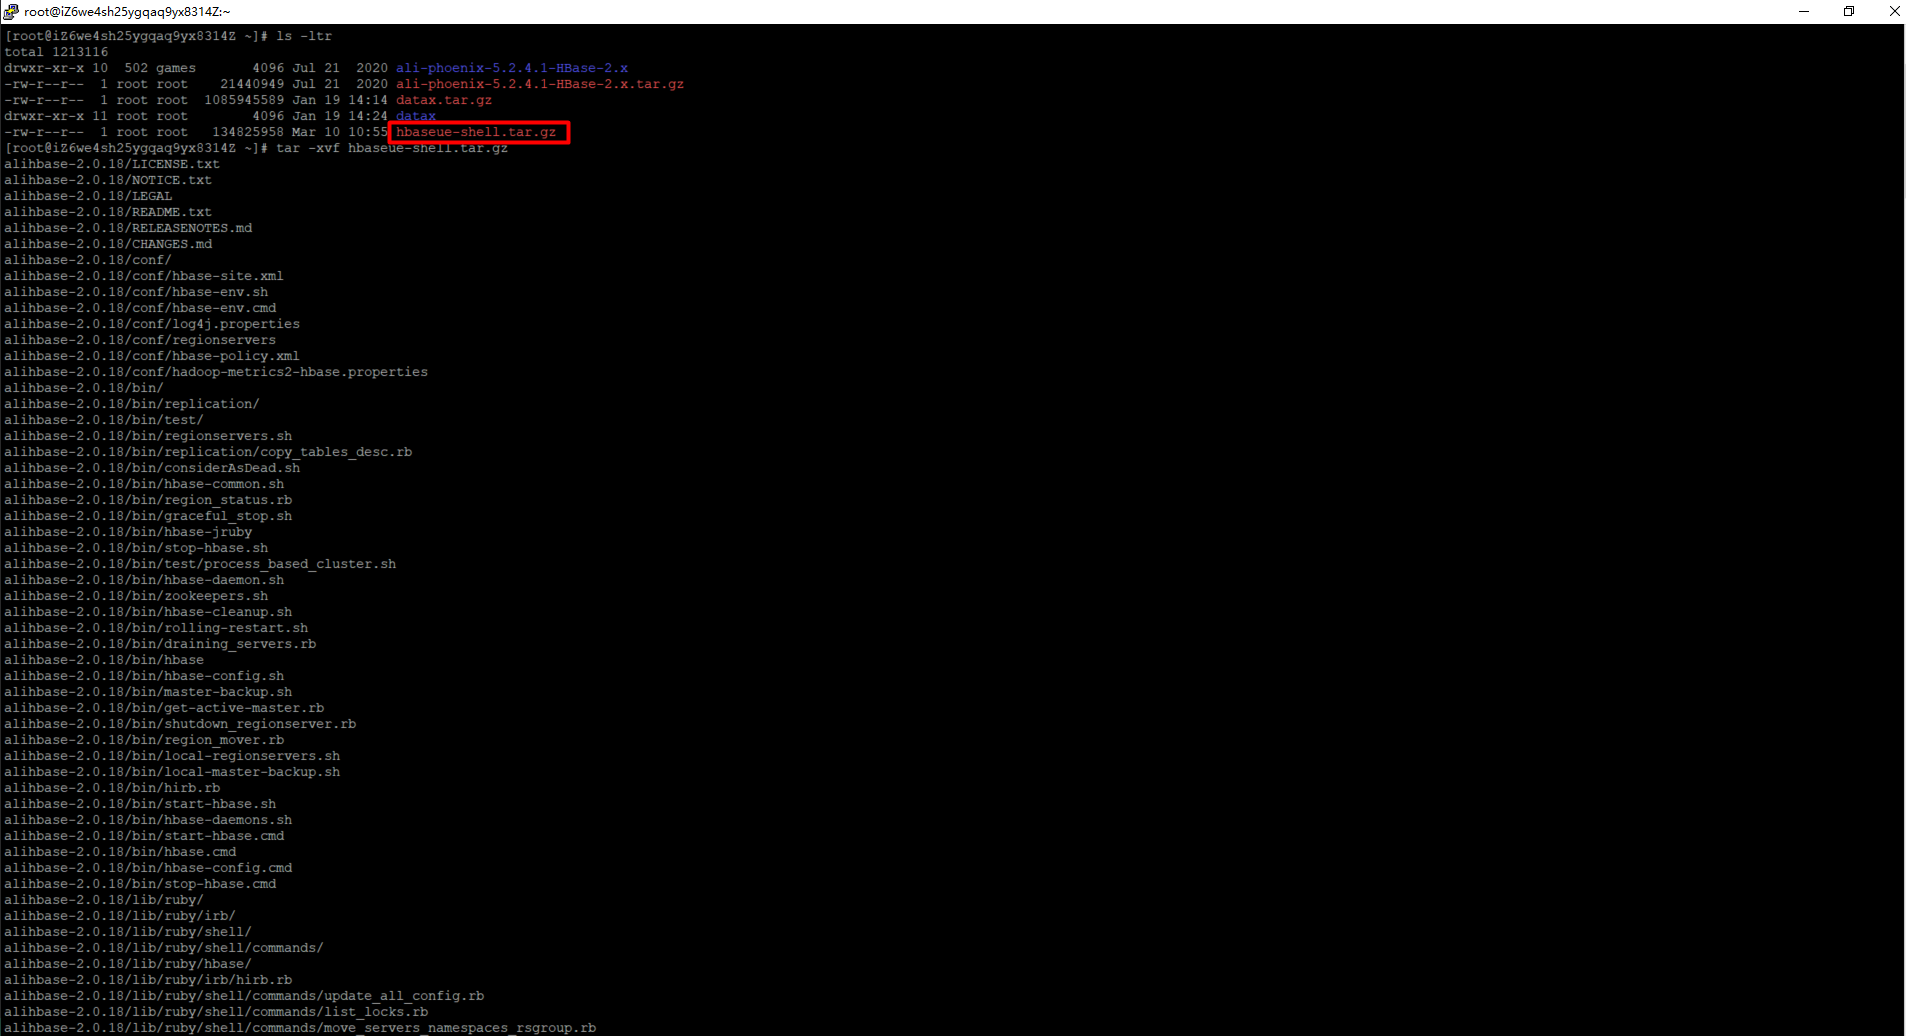 root@iZ6we4sh25ygqaq9yx8314Z:~
[root@iZ6we4sh25ygqaq9yx8314Z ~]# ls -ltr
total 1213116
drwxr-xr-x 10  502 games       4096 Jul 21  2020 ali-phoenix-5.2.4.1-HBase-2.x
-rw-r--r--  1 root root    21440949 Jul 21  2020 ali-phoenix-5.2.4.1-HBase-2.x.tar.gz
-rw-r--r--  1 root root  1085945589 Jan 19 14:14 datax.tar.gz
drwxr-xr-x 11 root root        4096 Jan 19 14:24 datax
-rw-r--r--  1 root root   134825958 Mar 10 10:55 hbaseue-shell.tar.gz
[root@iZ6we4sh25ygqaq9yx8314Z ~]# tar -xvf hbaseue-shell.tar.gz
alihbase-2.0.18/LICENSE.txt
alihbase-2.0.18/NOTICE.txt
alihbase-2.0.18/LEGAL
alihbase-2.0.18/README.txt
alihbase-2.0.18/RELEASENOTES.md
alihbase-2.0.18/CHANGES.md
alihbase-2.0.18/conf/
alihbase-2.0.18/conf/hbase-site.xml
alihbase-2.0.18/conf/hbase-env.sh
alihbase-2.0.18/conf/hbase-env.cmd
alihbase-2.0.18/conf/log4j.properties
alihbase-2.0.18/conf/regionservers
alihbase-2.0.18/conf/hbase-policy.xml
alihbase-2.0.18/conf/hadoop-metrics2-hbase.properties
alihbase-2.0.18/bin/
alihbase-2.0.18/bin/replication/
alihbase-2.0.18/bin/test/
alihbase-2.0.18/bin/regionservers.sh
alihbase-2.0.18/bin/replication/copy_tables_desc.rb
alihbase-2.0.18/bin/considerAsDead.sh
alihbase-2.0.18/bin/hbase-common.sh
alihbase-2.0.18/bin/region_status.rb
alihbase-2.0.18/bin/graceful_stop.sh
alihbase-2.0.18/bin/hbase-jruby
alihbase-2.0.18/bin/stop-hbase.sh
alihbase-2.0.18/bin/test/process_based_cluster.sh
alihbase-2.0.18/bin/hbase-daemon.sh
alihbase-2.0.18/bin/zookeepers.sh
alihbase-2.0.18/bin/hbase-cleanup.sh
alihbase-2.0.18/bin/rolling-restart.sh
alihbase-2.0.18/bin/draining_servers.rb
alihbase-2.0.18/bin/hbase
alihbase-2.0.18/bin/hbase-config.sh
alihbase-2.0.18/bin/master-backup.sh
alihbase-2.0.18/bin/get-active-master.rb
alihbase-2.0.18/bin/shutdown_regionserver.rb
alihbase-2.0.18/bin/region_mover.rb
alihbase-2.0.18/bin/local-regionservers.sh
alihbase-2.0.18/bin/local-master-backup.sh
alihbase-2.0.18/bin/hirb.rb
alihbase-2.0.18/bin/start-hbase.sh
alihbase-2.0.18/bin/hbase-daemons.sh
alihbase-2.0.18/bin/start-hbase.cmd
alihbase-2.0.18/bin/hbase.cmd
alihbase-2.0.18/bin/hbase-config.cmd
alihbase-2.0.18/bin/stop-hbase.cmd
alihbase-2.0.18/lib/ruby/
alihbase-2.0.18/lib/ruby/irb/
alihbase-2.0.18/lib/ruby/shell/
alihbase-2.0.18/lib/ruby/shell/commands/
alihbase-2.0.18/lib/ruby/hbase/
alihbase-2.0.18/lib/ruby/irb/hirb.rb
alihbase-2.0.18/lib/ruby/shell/commands/update_all_config.rb
alihbase-2.0.18/lib/ruby/shell/commands/list_locks.rb
alihbase-2.0.18/lib/ruby/shell/commands/move_servers_namespaces_rsgroup.rb